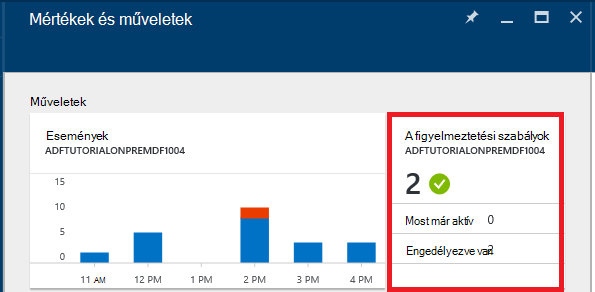 Mértékek és műveletek
Műveletek
Események
ADFTUTORIALONPREMDF1004
15
10
5
0
11 AM 12 PM 1 PM 2 PM 3 PM 4 PM
A figyelmeztetési szabályok
ADFTUTORIALONPREMDF1004
2
Most már aktív 0
Engedélyezve van 2